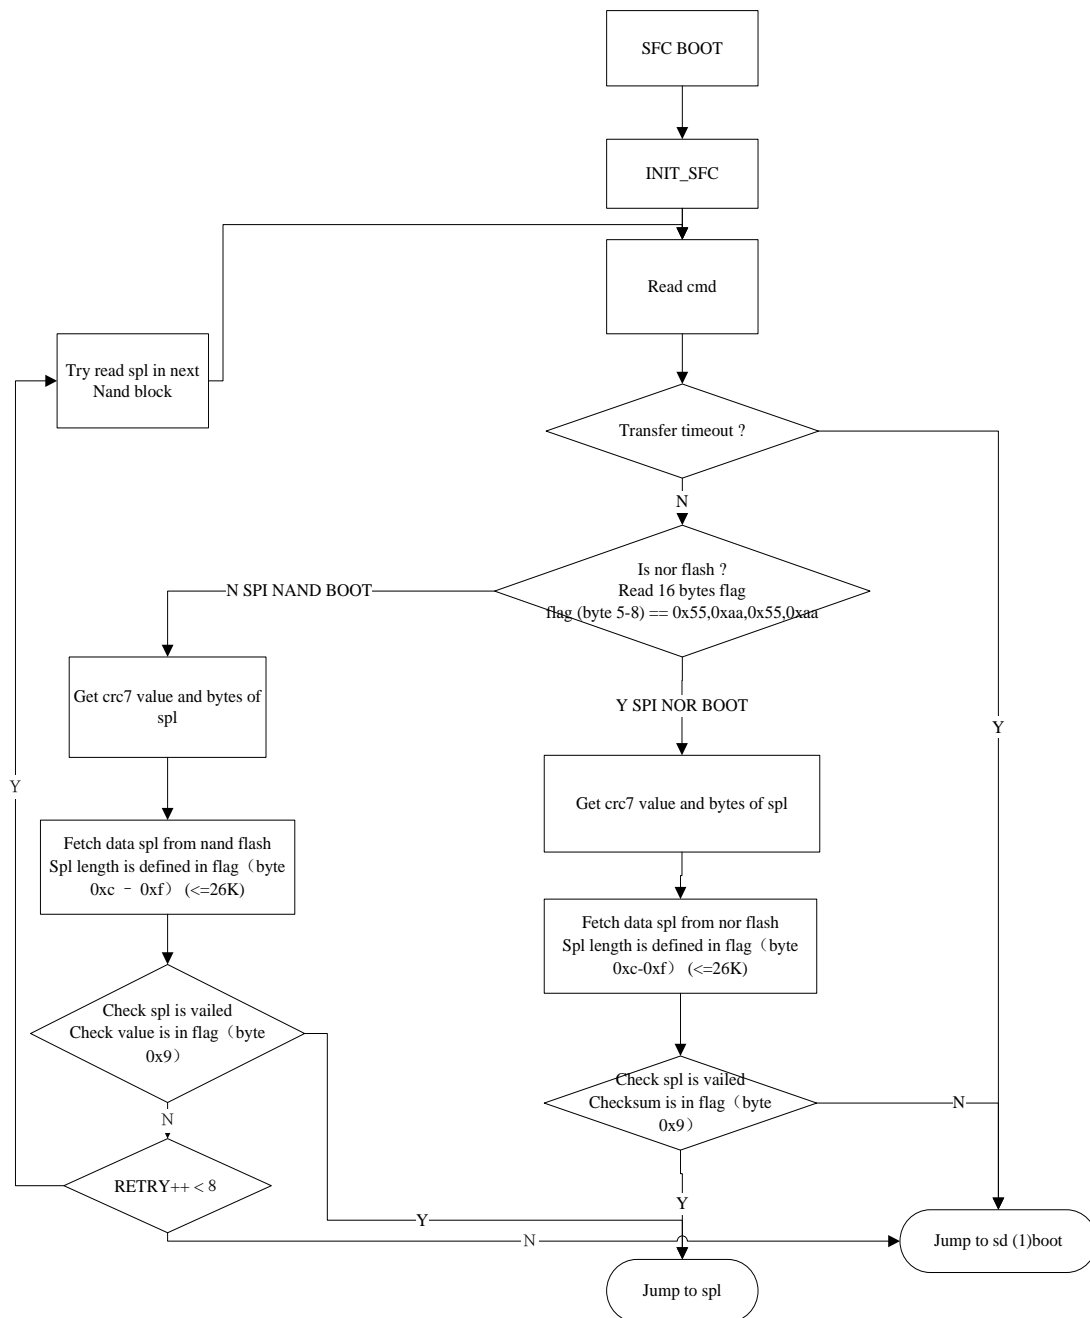 SFC BOOT
INIT_SFC
Read cmd
Try read spl in next
Nand block
Transfer timeout ?
N
Is nor flash ?
Read 16 bytes flag
flag (byte 5-8) == 0x55,0xaa,0x55,0xaa
N SPI NAND BOOT
Y SPI NOR BOOT
Y
Get crc7 value and bytes of
spl
Y
Get crc7 value and bytes of spl
Fetch data spl from nand flash
Spl length is defined in flag（byte
0xc – 0xf） (<=26K)
Fetch data spl from nor flash
Spl length is defined in flag（byte
0xc-0xf） (<=26K)
Check spl is vailed
Check value is in flag（byte
0x9）
Check spl is vailed
Checksum is in flag（byte
0x9）
N
N
RETRY++ < 8
Y
Y
N
Jump to sd (1)boot
Jump to spl